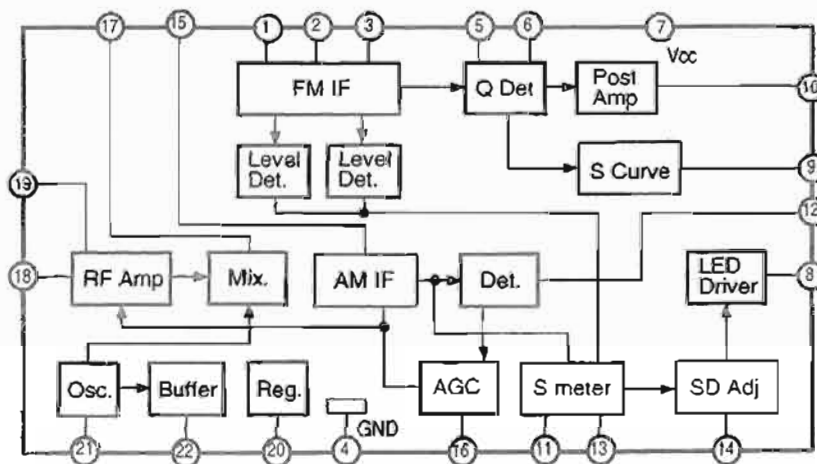 17 15 1 2 3 5 6 7
Vcc
FM IF
Q Det
Post
Amp
10
Level
Det.
Level
Det.
S Curve
9
19
12
18
RF Amp
Mix.
AM IF
Det.
LED
Driver
8
Osc.
Buffer
Reg.
GND
AGC
S meter
SD Adj
21 22 20 4 16 11 13 14